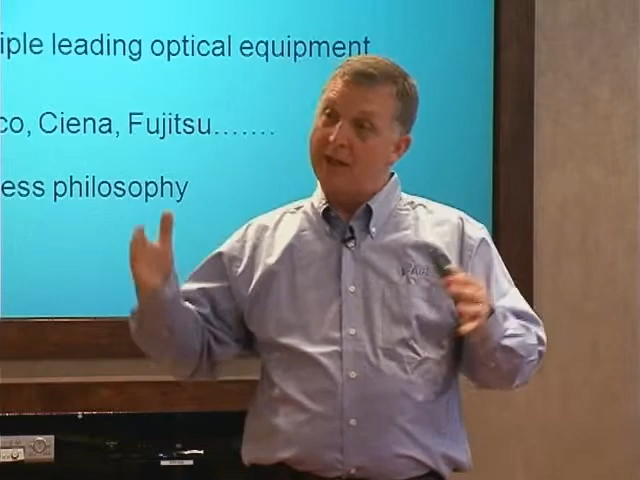 iple leading optical equipment
co, Ciena, Fujitsu.......
ess philosophy